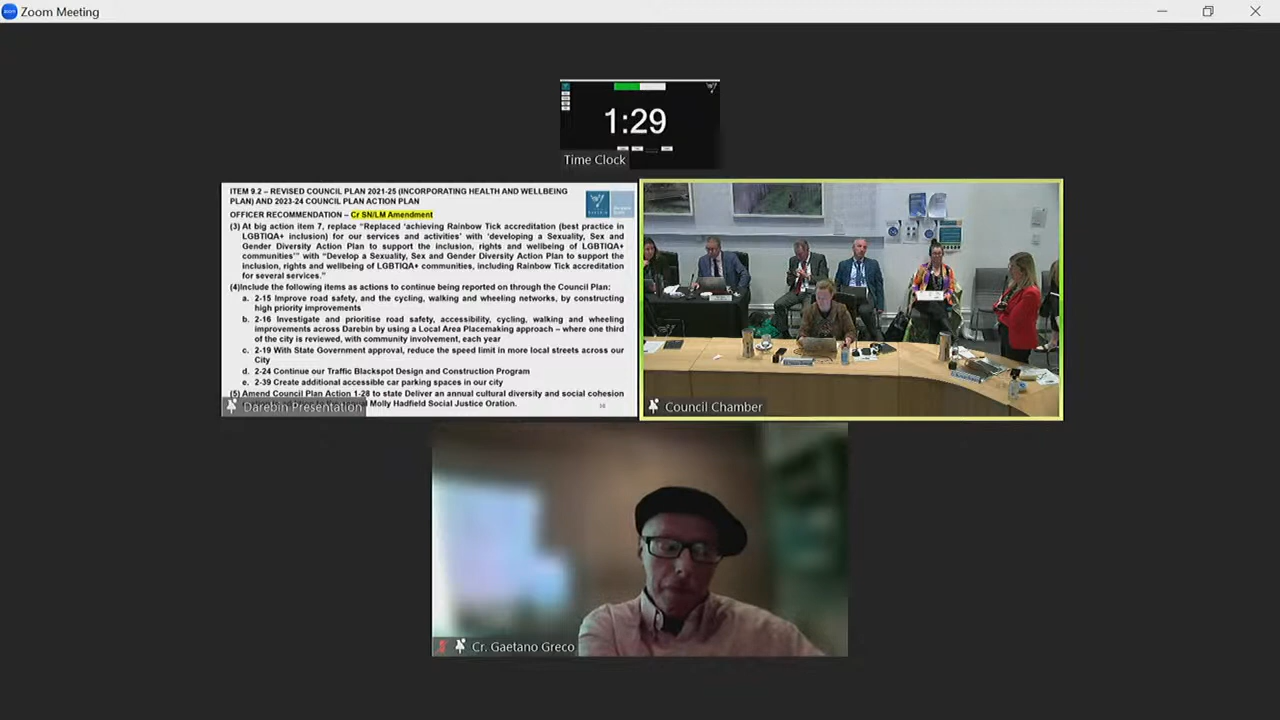 Zoom Meeting
1:29
Time Clock
ITEM 9.2 – REVISED COUNCIL PLAN 2021-25 (INCORPORATING HEALTH AND WELLBEING
PLAN) AND 2023-24 COUNCIL PLAN ACTION PLAN
OFFICER RECOMMENDATION – Cr SN/LM Amendment
(3) At big action item 7, replace "Replaced 'achieving Rainbow Tick accreditation (best practice in
LGBTIQA+ inclusion) for our services and activities' with 'developing a Sexuality, Sex and
Gender Diversity Action Plan to support the inclusion, rights and wellbeing of LGBTIQA+
communities'" with "Develop a Sexuality, Sex and Gender Diversity Action Plan to support the
inclusion, rights and wellbeing of LGBTIQA+ communities, including Rainbow Tick accreditation
for several services."
(4)Include the following items as actions to continue being reported on through the Council Plan:
a. 2-15 Improve road safety, and the cycling, walking and wheeling networks, by constructing
high priority improvements
b. 2-16 Investigate and prioritise road safety, accessibility, cycling, walking and wheeling
improvements across Darebin by using a Local Area Placemaking approach – where one third
of the city is reviewed, with community involvement, each year
c. 2-19 With State Government approval, reduce the speed limit in more local streets across our
City
d. 2-24 Continue our Traffic Blackspot Design and Construction Program
e. 2-39 Create additional accessible car parking spaces in our city
(5) Amend Council Plan Action 1-28 to state Deliver an annual cultural diversity and social cohesion
Molly Hadfield Social Justice Oration.
Darebin Presentation
Council Chamber
Cr. Gaetano Greco